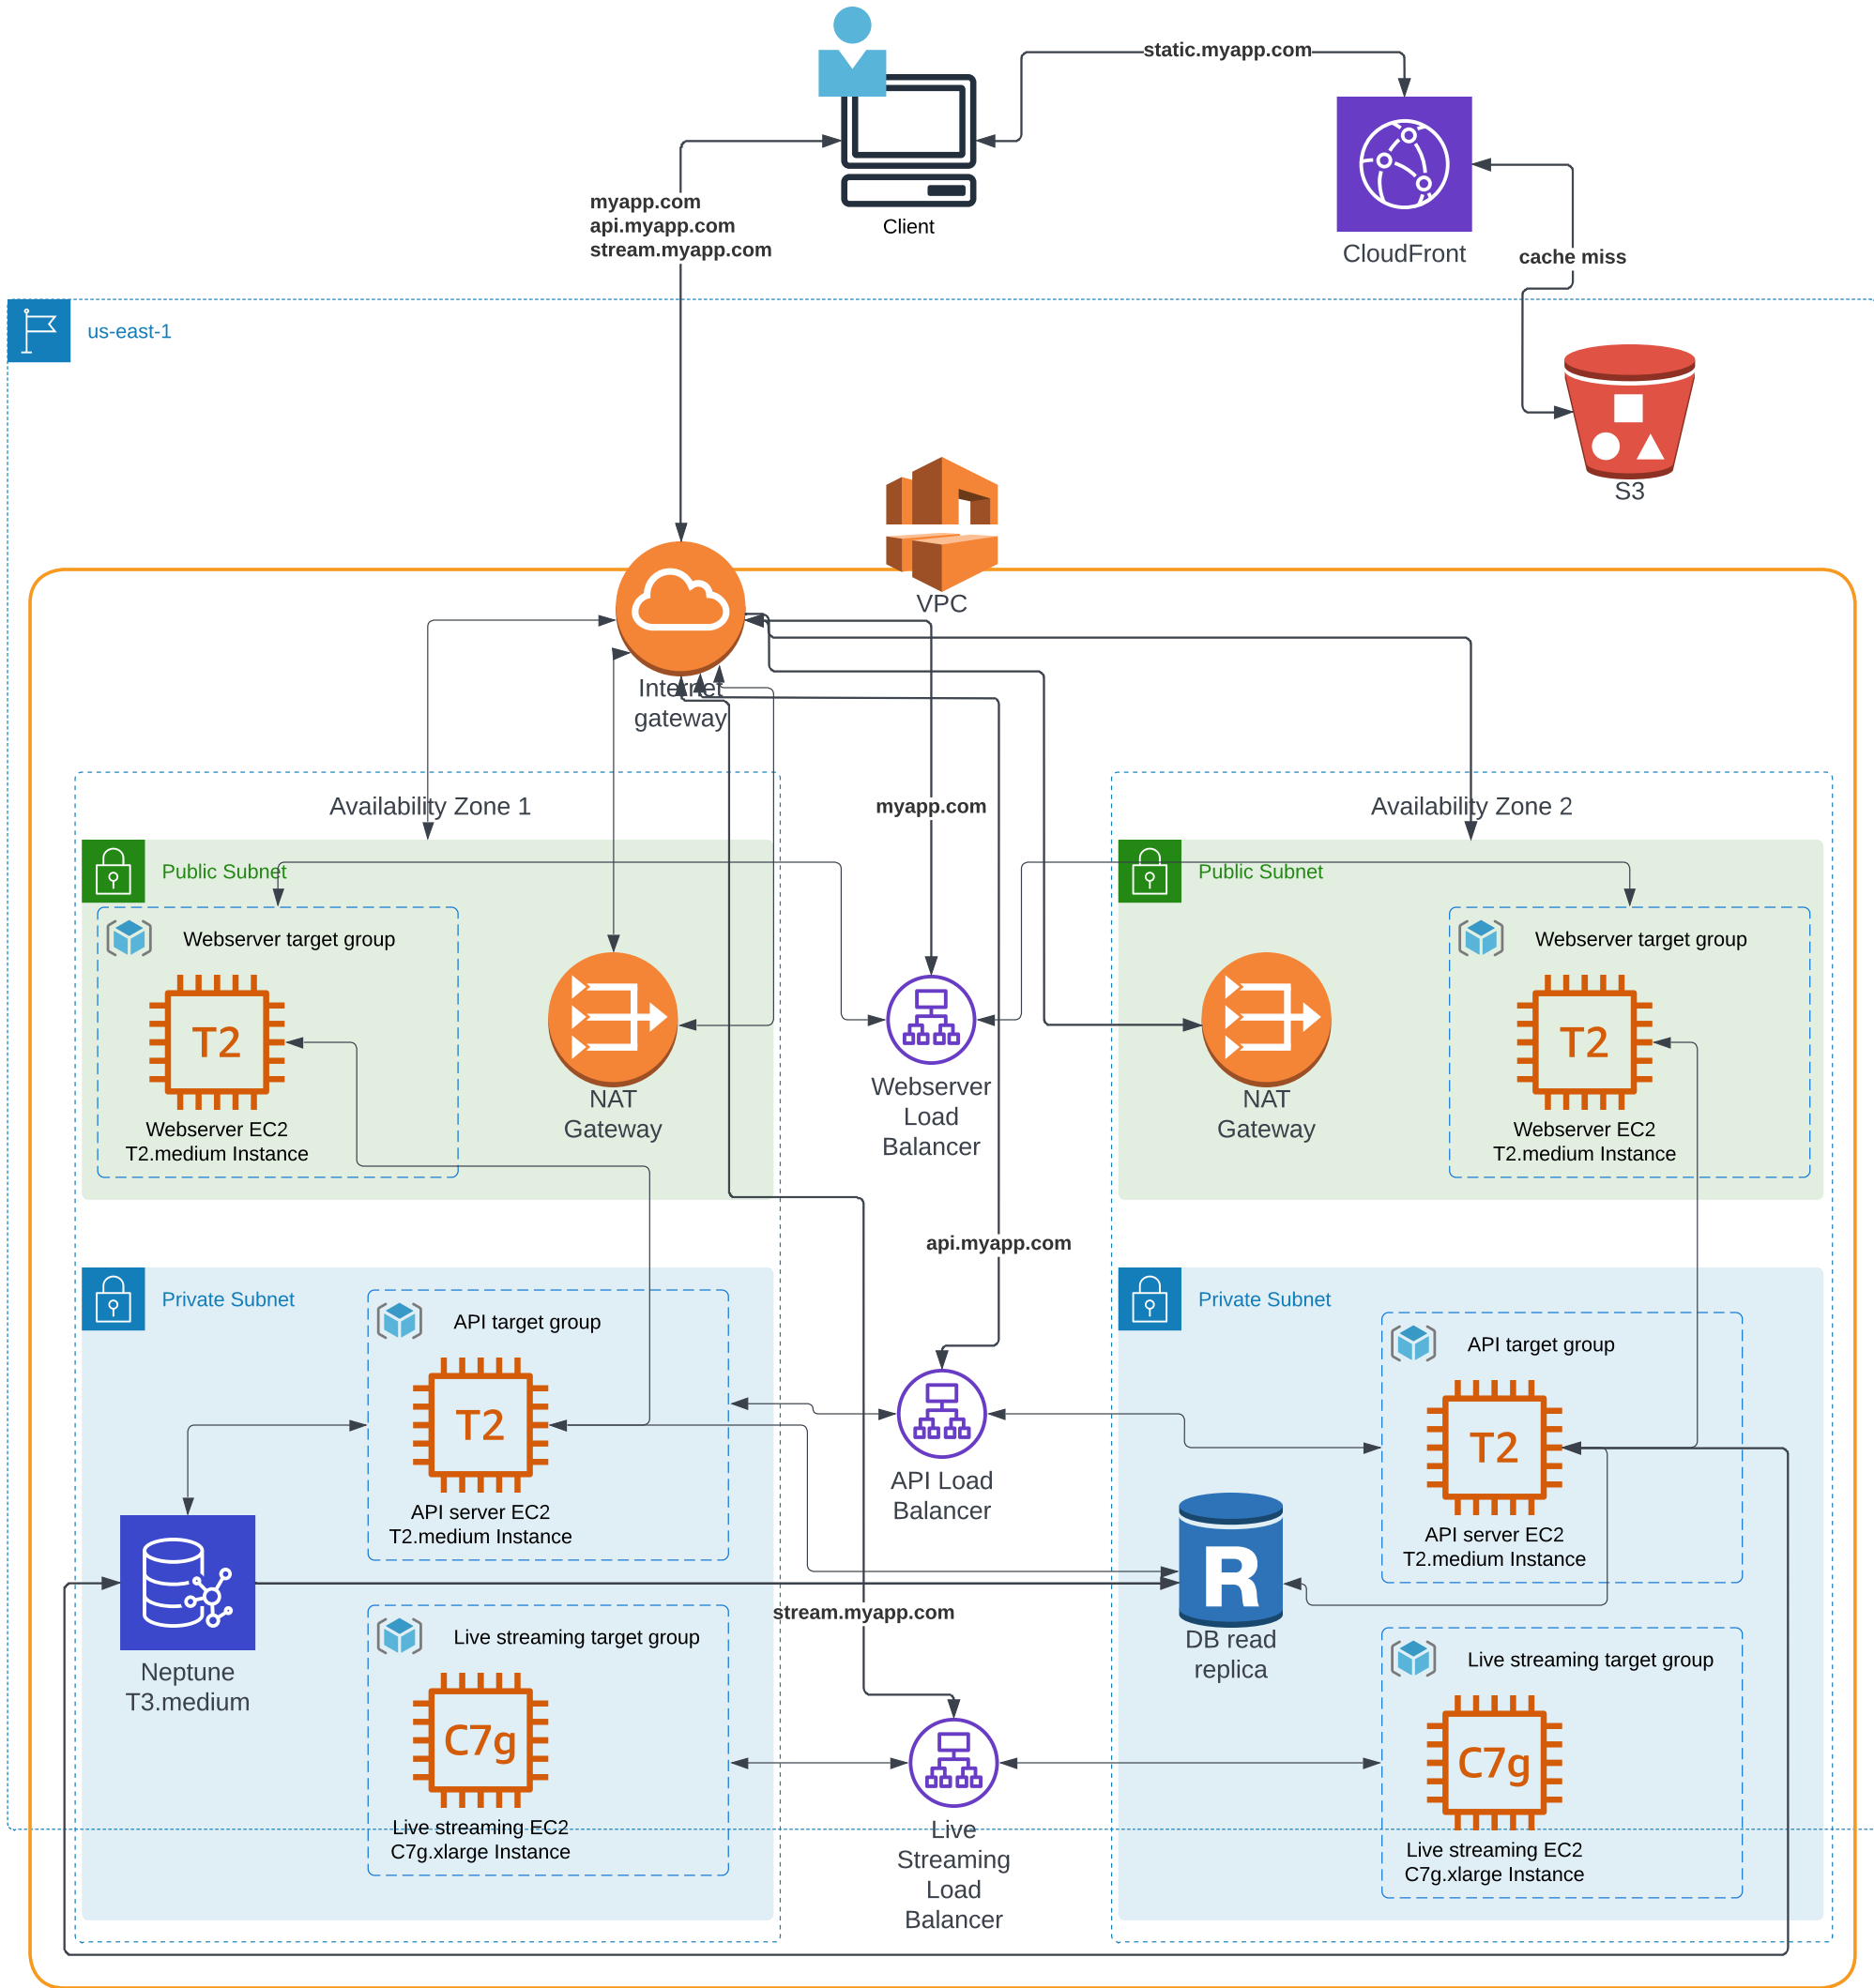 static.myapp.com
myapp.com
api.myapp.com
stream.myapp.com
Client
CloudFront
cache miss
us-east-1
S3
VPC
Internet
gateway
Availability Zone 1
myapp.com
Availability Zone 2
Public Subnet
Public Subnet
Webserver target group
Webserver target group
T2
T2
Webserver EC2
T2.medium Instance
NAT
Gateway
Webserver
Load
Balancer
NAT
Gateway
Webserver EC2
T2.medium Instance
api.myapp.com
Private Subnet
Private Subnet
API target group
API target group
T2
T2
API server EC2
T2.medium Instance
API Load
Balancer
API server EC2
T2.medium Instance
R
stream.myapp.com
Neptune
T3.medium
Live streaming target group
DB read
replica
Live streaming target group
C7g
C7g
Live streaming EC2
C7g.xlarge Instance
Live
Streaming
Load
Balancer
Live streaming EC2
C7g.xlarge Instance